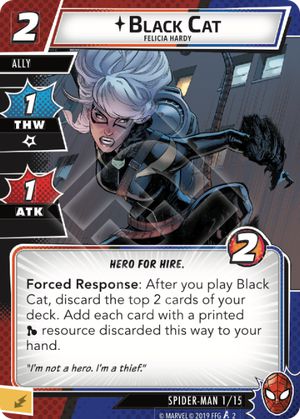 2
BLACK CAT
FELICIA HARDY
ALLY
1
THW
1
ATK
2
HERO FOR HIRE.
Forced Response: After you play Black
Cat, discard the top 2 cards of your
deck. Add each card with a printed
resource discarded this way to your
hand.
"I'm not a hero. I'm a thief."
SPIDER-MAN 1/15
© MARVEL © 2019 FFG A 2